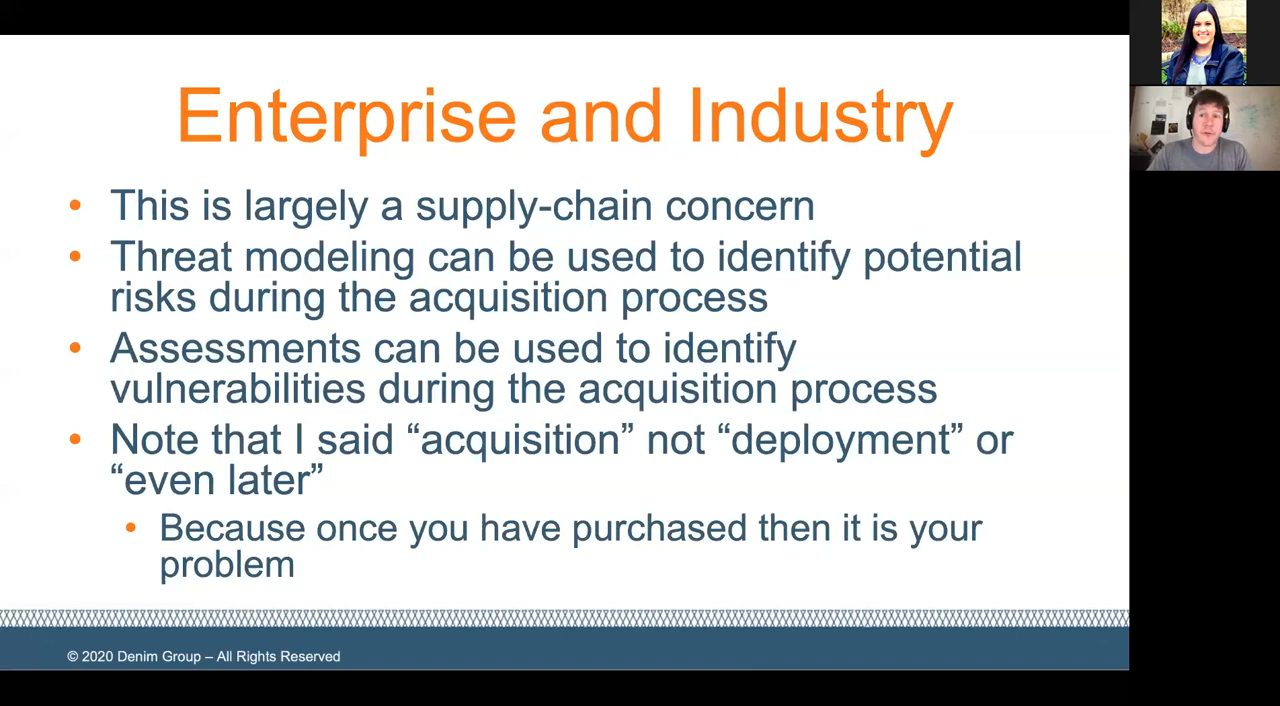 Enterprise and Industry
• This is largely a supply-chain concern
• Threat modeling can be used to identify potential
risks during the acquisition process
• Assessments can be used to identify
vulnerabilities during the acquisition process
• Note that I said “acquisition” not “deployment” or
“even later”
• Because once you have purchased then it is your
problem
© 2020 Denim Group – All Rights Reserved